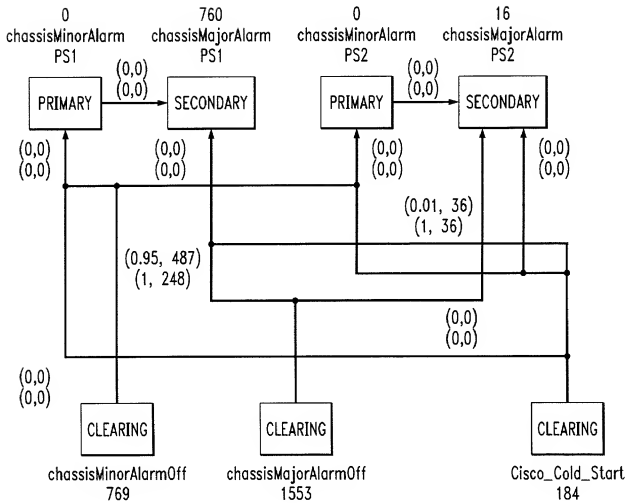 0
chassisMinorAlarm
PS1
760
chassisMajorAlarm
PS1
0
chassisMinorAlarm
PS2
16
chassisMajorAlarm
PS2
PRIMARY
(0,0)
(0,0)
SECONDARY
PRIMARY
(0,0)
(0,0)
SECONDARY
(0,0)
(0,0)
(0,0)
(0,0)
(0,0)
(0,0)
(0,0)
(0,0)
(0.01, 36)
(1, 36)
(0.95, 487)
(1, 248)
(0,0)
(0,0)
(0,0)
(0,0)
CLEARING
chassisMinorAlarmOff
769
CLEARING
chassisMajorAlarmOff
1553
CLEARING
Cisco_Cold_Start
184